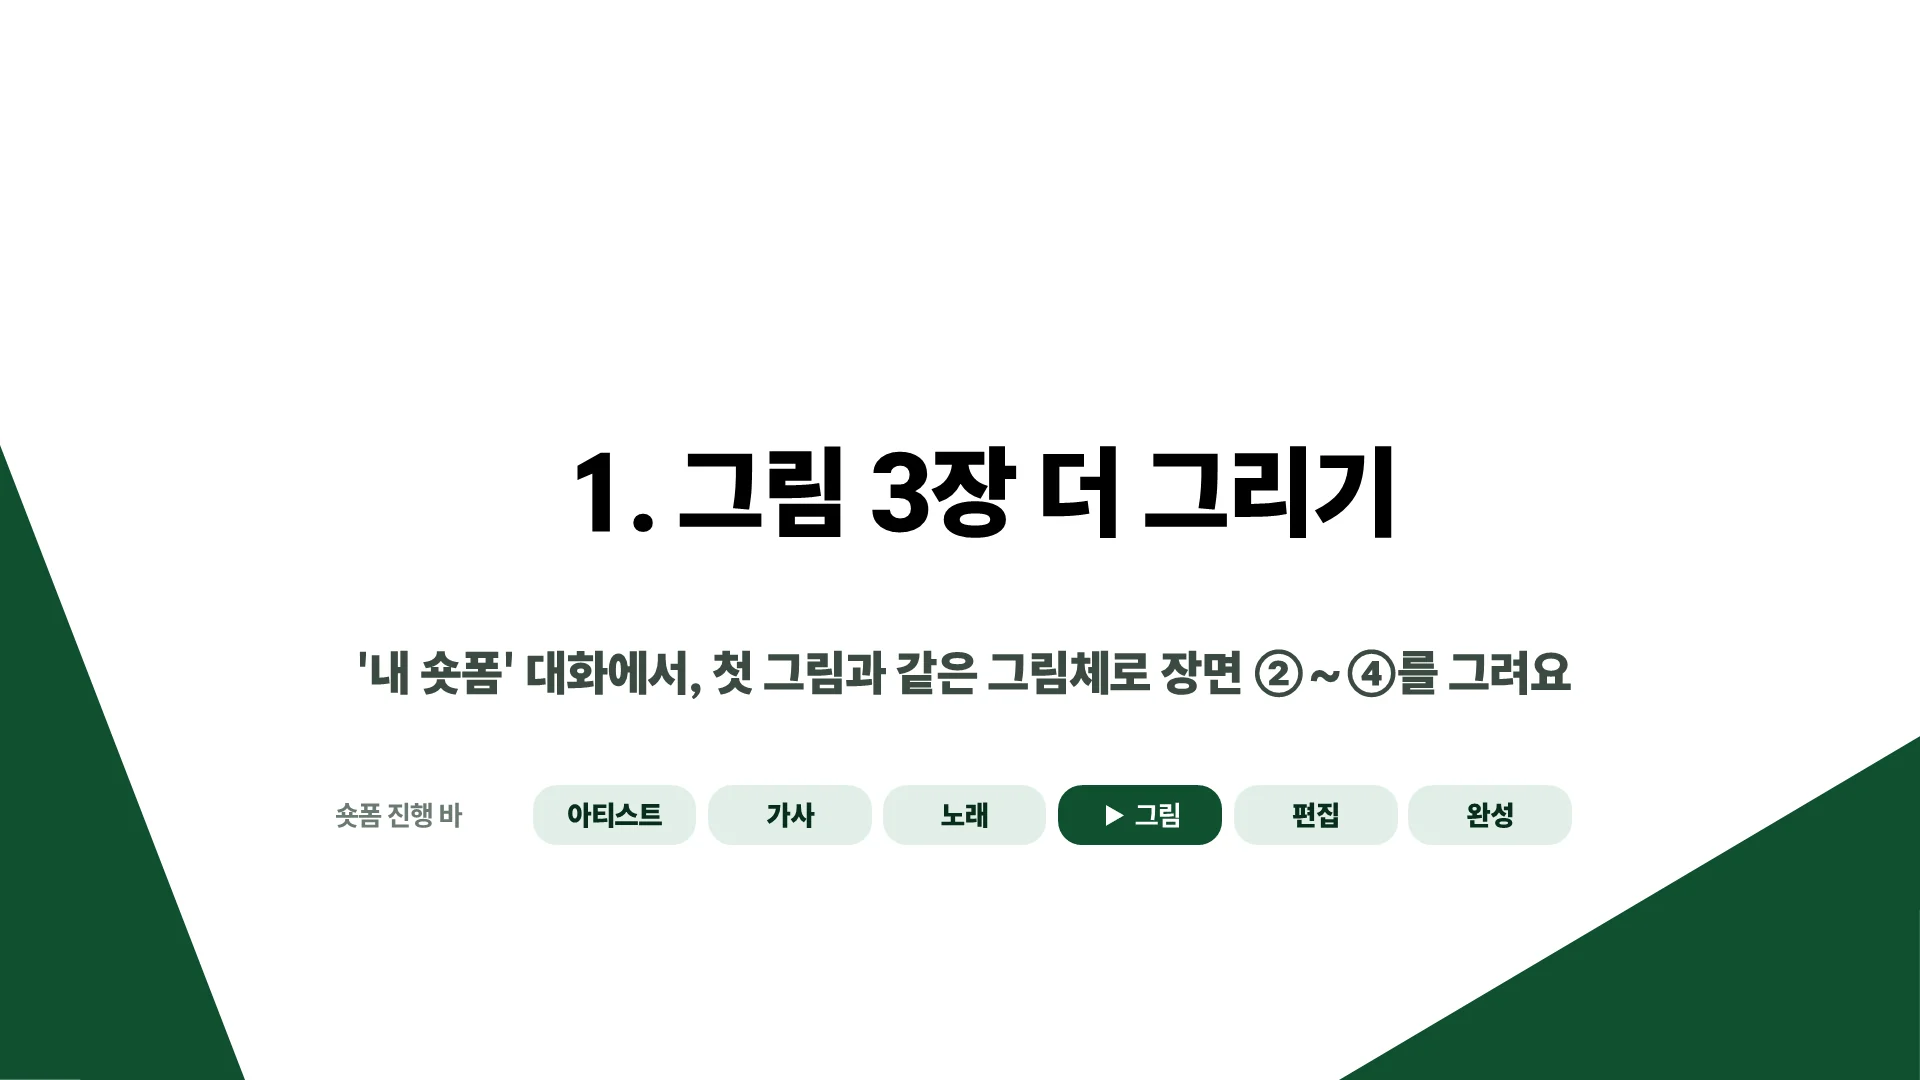 1. 그림 3장 더 그리기
'내 숏폼' 대화에서, 첫 그림과 같은 그림체로 장면 ②~④를 그려요
숏폼 진행 바 아티스트 가사 노래 ▶ 그림 편집 완성